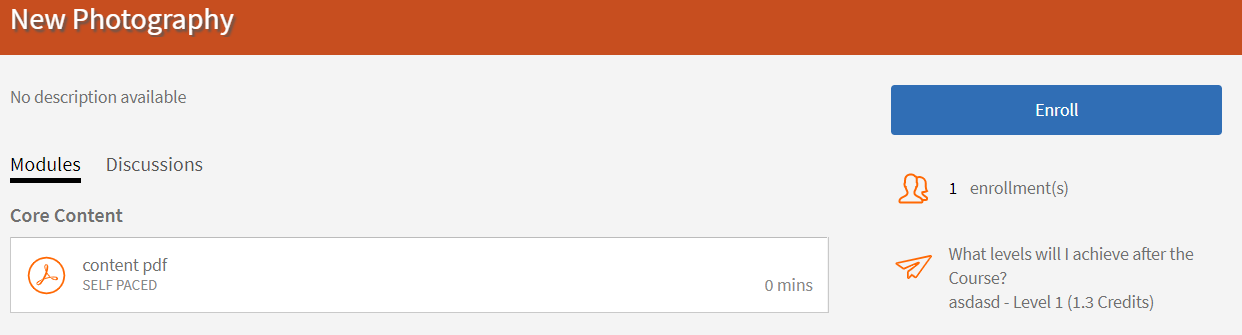 New Photography
No description available
Enroll
Modules Discussions
1 enrollment(s)
Core Content
What levels will I achieve after the
Course?
asdasd - Level 1 (1.3 Credits)
content pdf
SELF PACED
0 mins